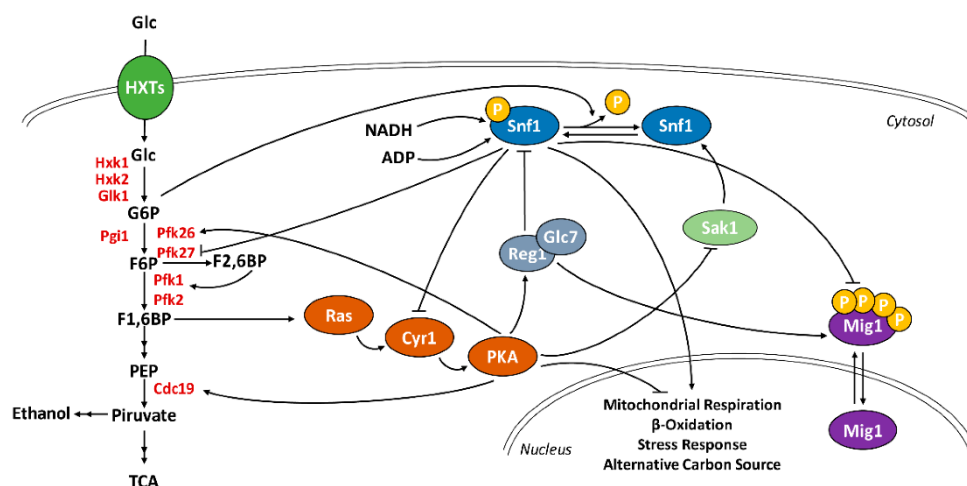 Glc
HXTs
Cytosol
P
P
Snf1
Snf1
NADH
ADP
Glc
Hxk1
Hxk2
Glk1
G6P
Pgi1
Pfk26
Pfk27
F6P
F2,6BP
Pfk1
Pfk2
F1,6BP
Glc7
Reg1
Sak1
Ras
Cyr1
PKA
P
P
P
P
Mig1
PEP
Cdc19
Ethanol
Piruvate
TCA
Mitochondrial Respiration
β-Oxidation
Stress Response
Alternative Carbon Source
Nucleus
Mig1